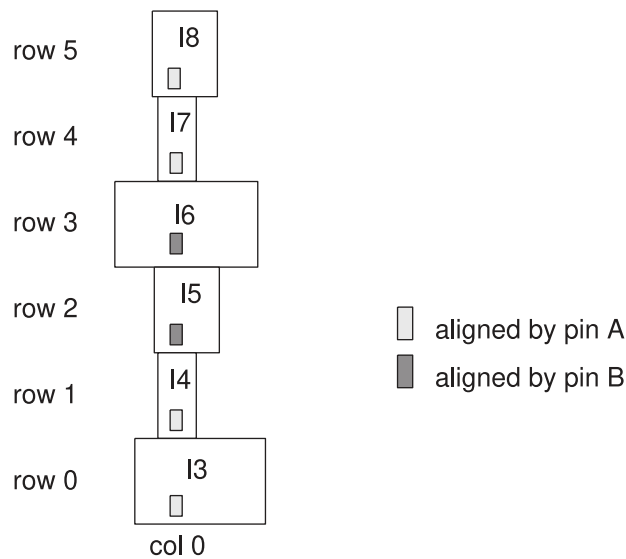 row 5 I8
row 4 I7
row 3 I6
row 2 I5
aligned by pin A
aligned by pin B
row 1 I4
row 0 I3
col 0